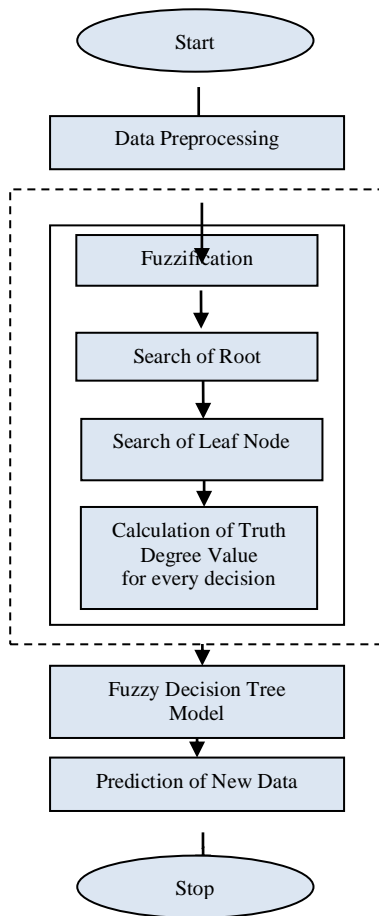 Start
Data Preprocessing
Fuzzification
Search of Root
Search of Leaf Node
Calculation of Truth
Degree Value
for every decision
Fuzzy Decision Tree
Model
Prediction of New Data
Stop